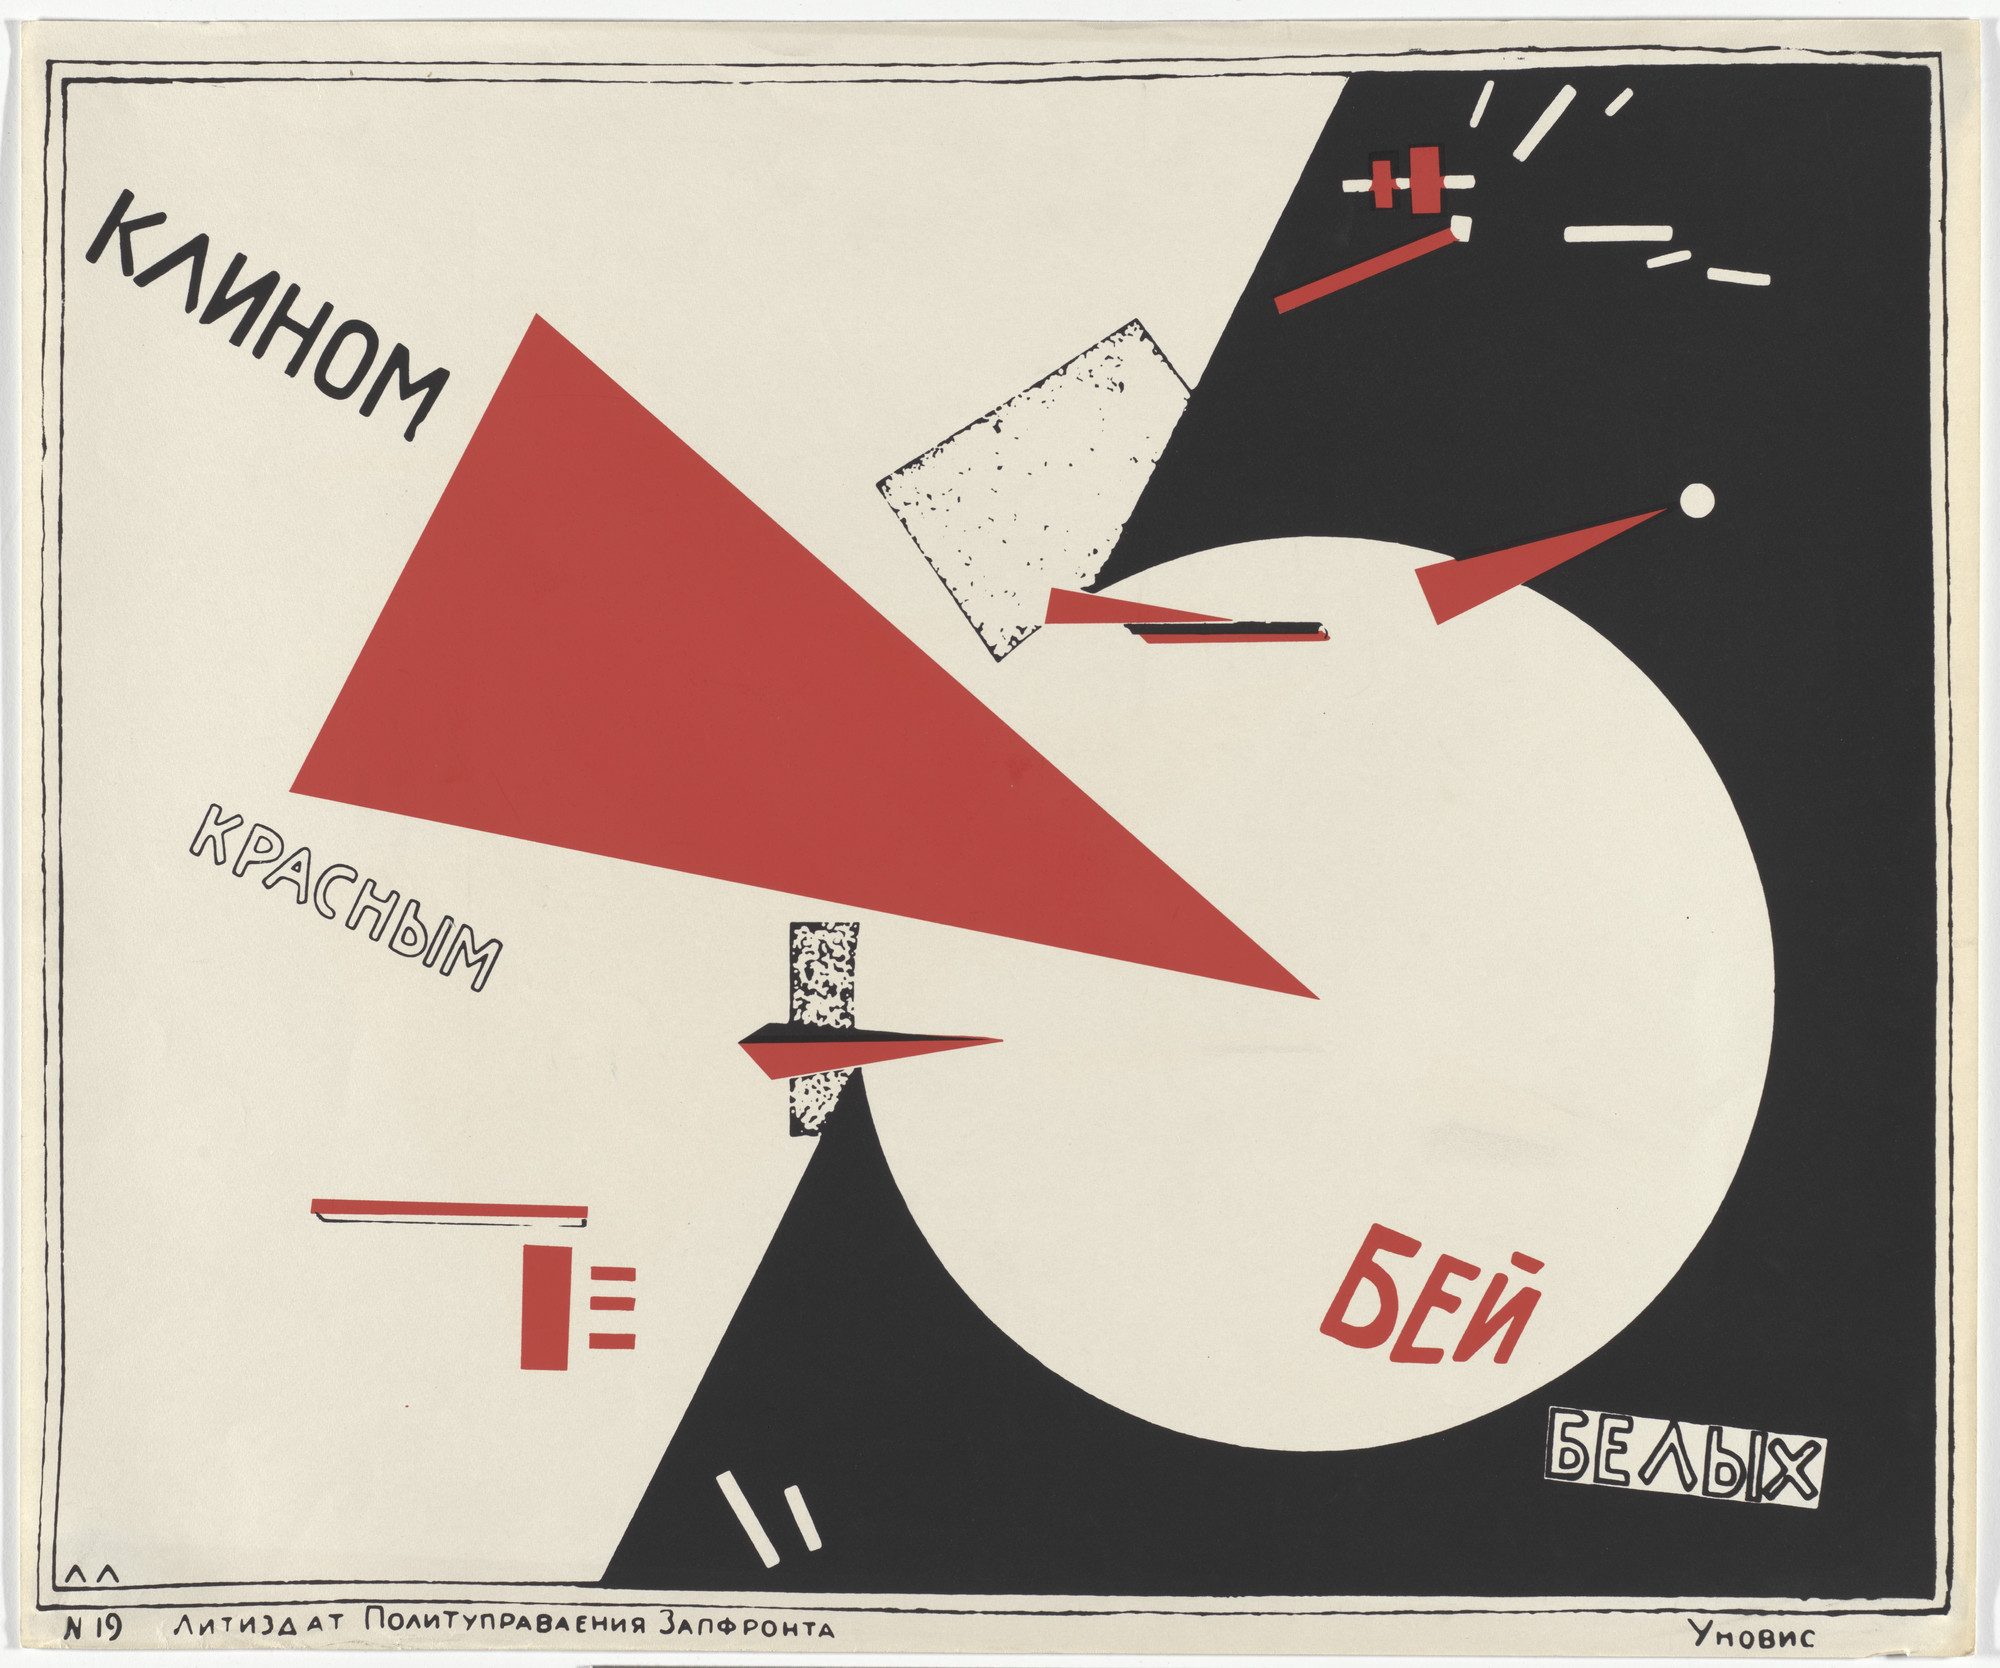 КЛИНОМ
КРАСНЫМ
БЕЙ
БЕЛЫХ
ЛЛ
N 19 ЛИТИЗДАТ ПОЛИТУПРАВЛЕНИЯ ЗАПФРОНТА
УНОВИС